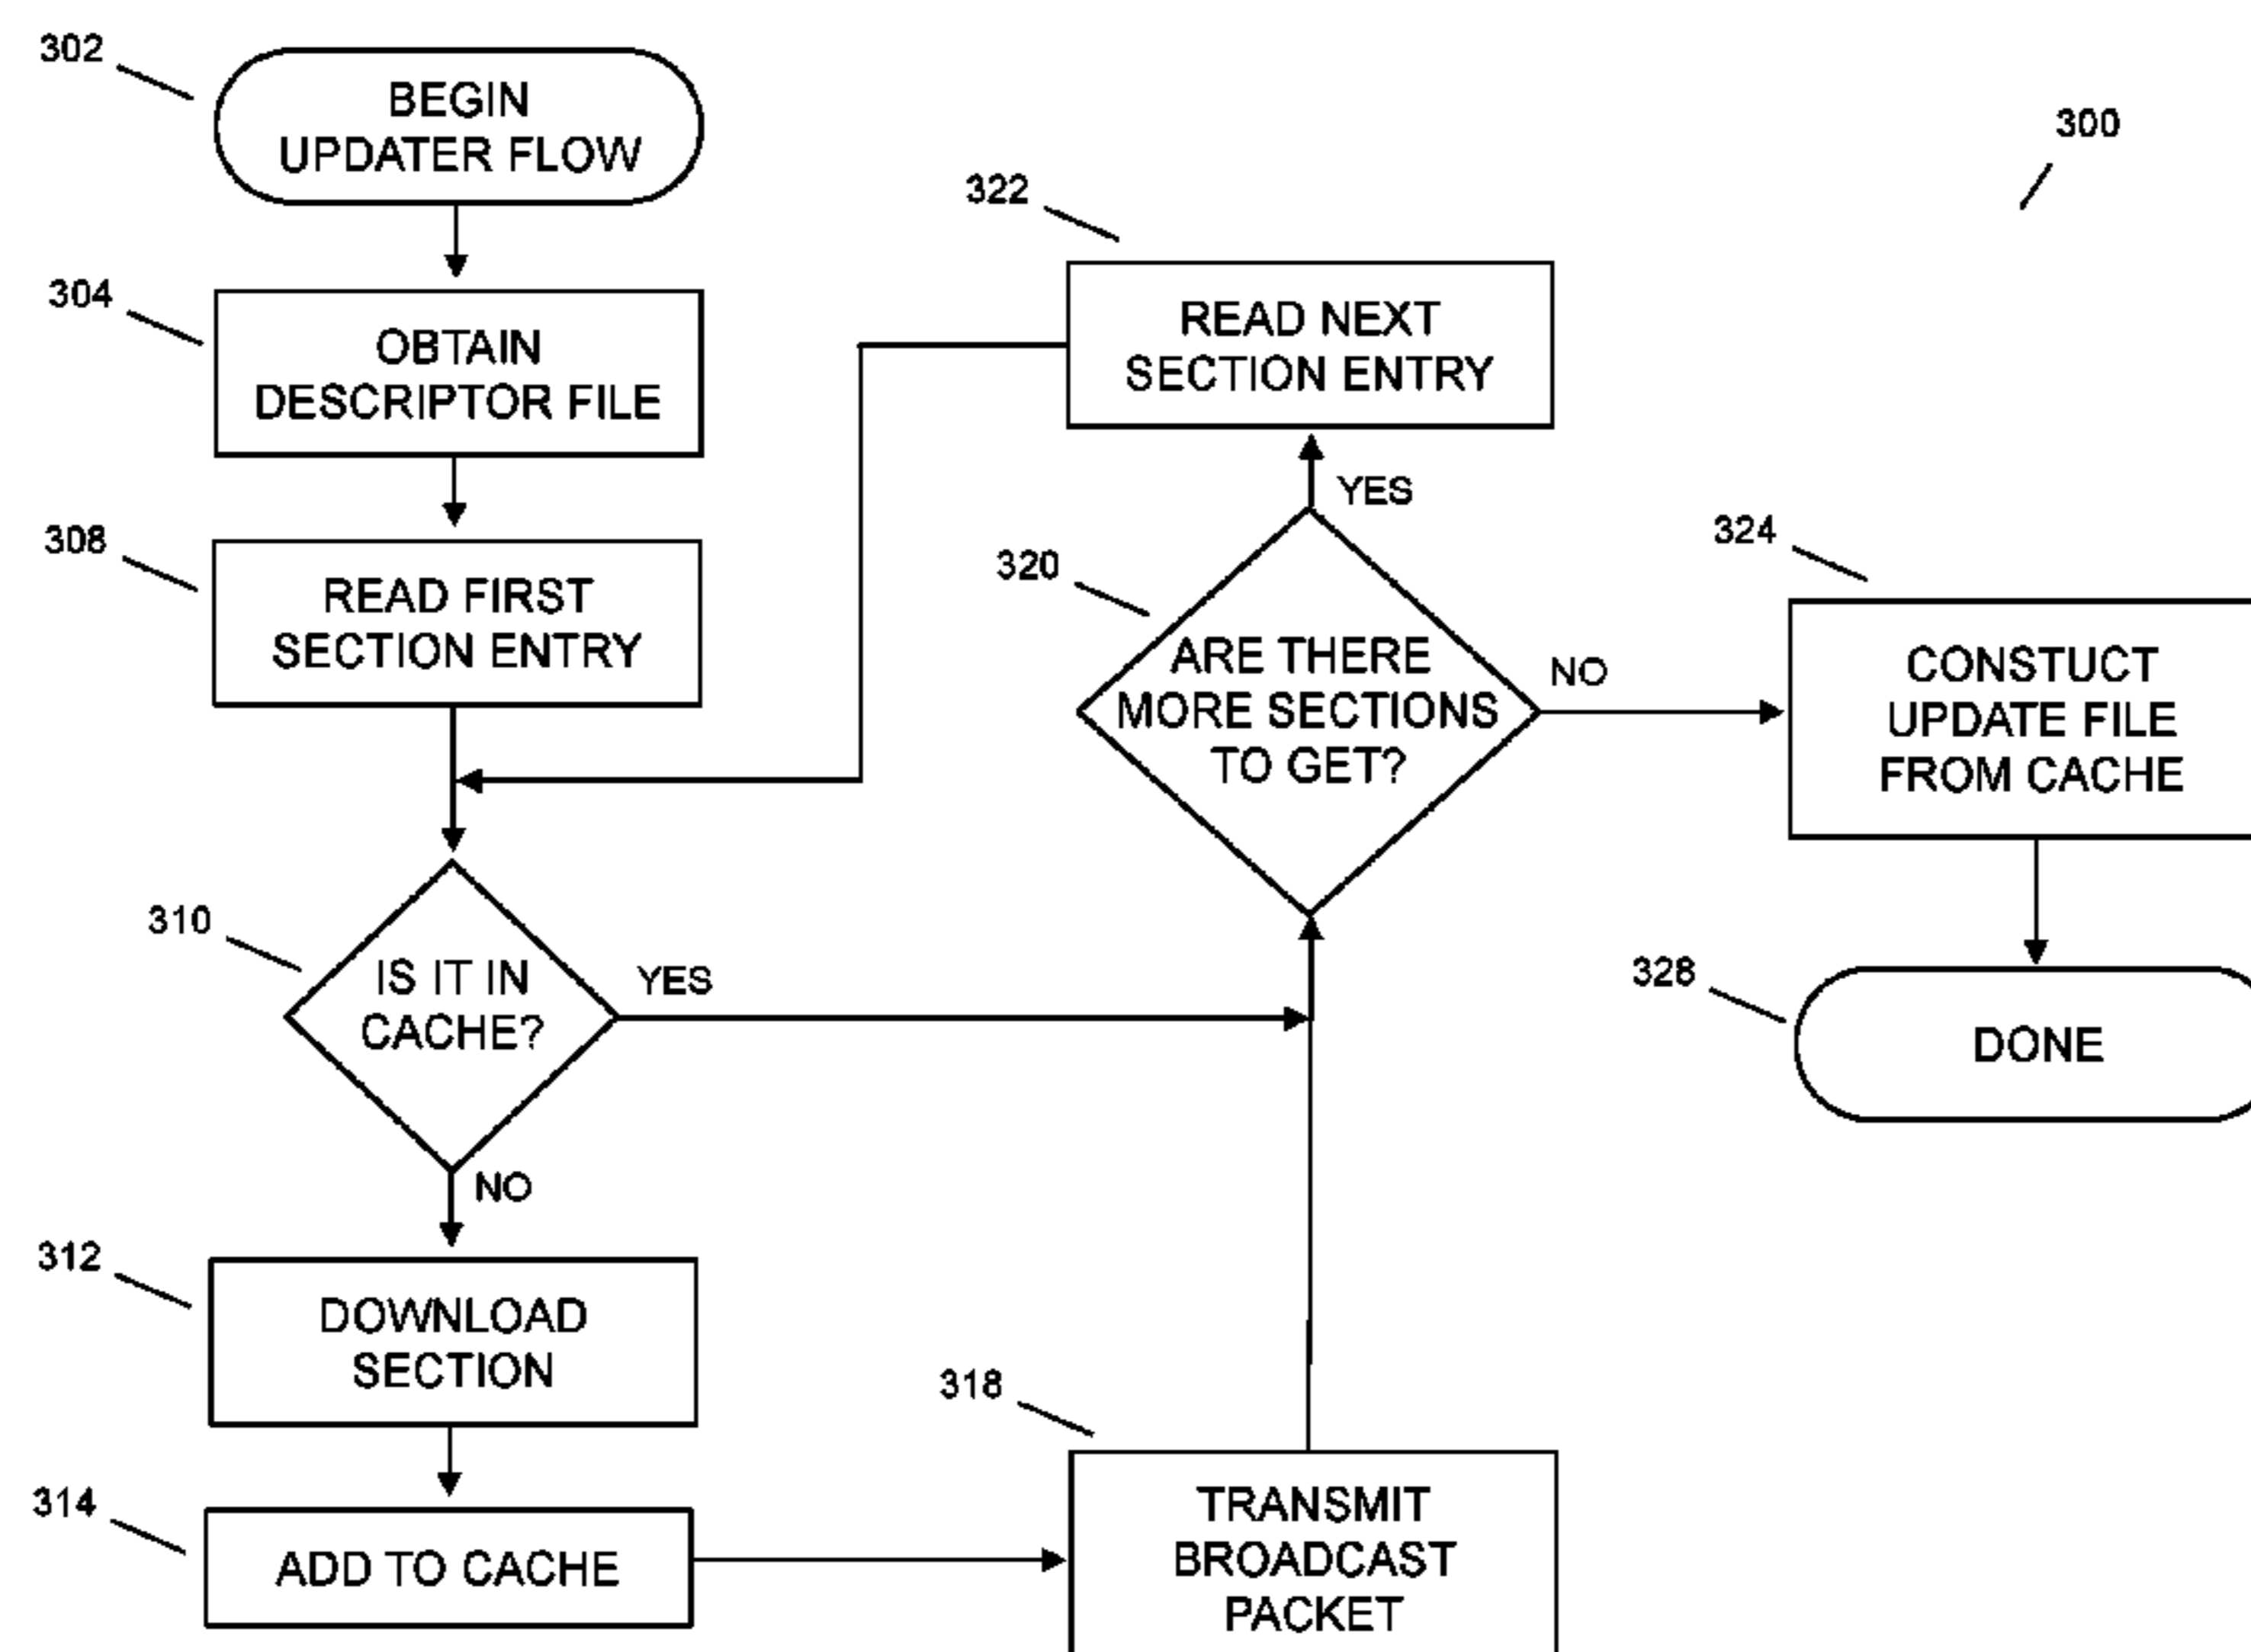 302
BEGIN
UPDATER FLOW
300
304
OBTAIN
DESCRIPTOR FILE
322
READ NEXT
SECTION ENTRY
YES
308
READ FIRST
SECTION ENTRY
320
ARE THERE
MORE SECTIONS
TO GET?
NO
324
CONSTUCT
UPDATE FILE
FROM CACHE
310
IS IT IN
CACHE?
YES
NO
328
DONE
312
DOWNLOAD
SECTION
314
ADD TO CACHE
318
TRANSMIT
BROADCAST
PACKET